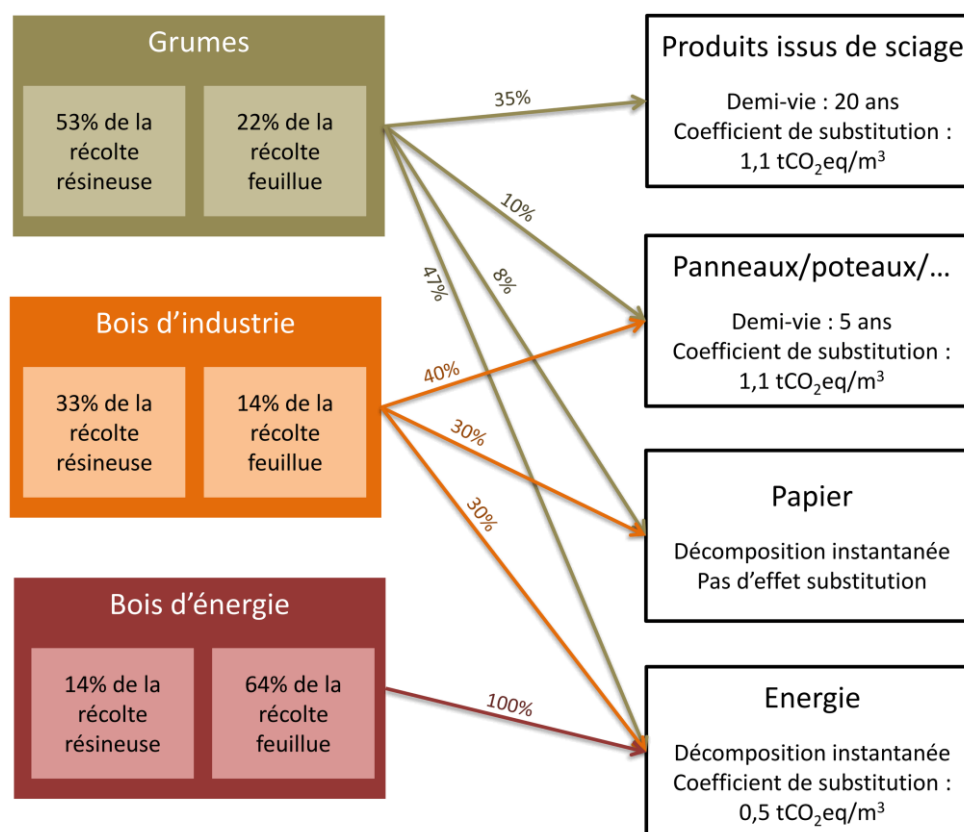 Grumes
53% de la
récolte
résineuse
22% de la
récolte
feuillue
Bois d’industrie
33% de la
récolte
résineuse
14% de la
récolte
feuillue
Bois d’énergie
14% de la
récolte
résineuse
64% de la
récolte
feuillue
35%
10%
8%
47%
40%
30%
30%
100%
Produits issus de sciage
Demi-vie : 20 ans
Coefficient de substitution :
1,1 tCO₂eq/m³
Panneaux/poteaux/…
Demi-vie : 5 ans
Coefficient de substitution :
1,1 tCO₂eq/m³
Papier
Décomposition instantanée
Pas d’effet substitution
Energie
Décomposition instantanée
Coefficient de substitution :
0,5 tCO₂eq/m³